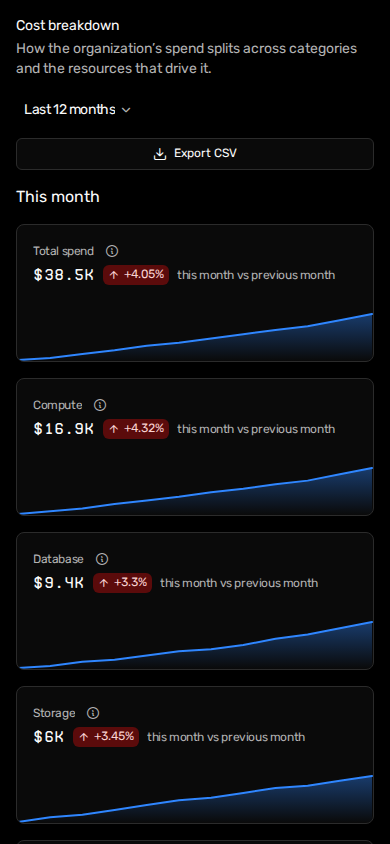 Cost breakdown
How the organization's spend splits across categories
and the resources that drive it.
Last 12 months
Export CSV
This month
Total spend
$38.5K
+4.05%
this month vs previous month
Compute
$16.9K
+4.32%
this month vs previous month
Database
$9.4K
+3.3%
this month vs previous month
Storage
$6K
+3.45%
this month vs previous month